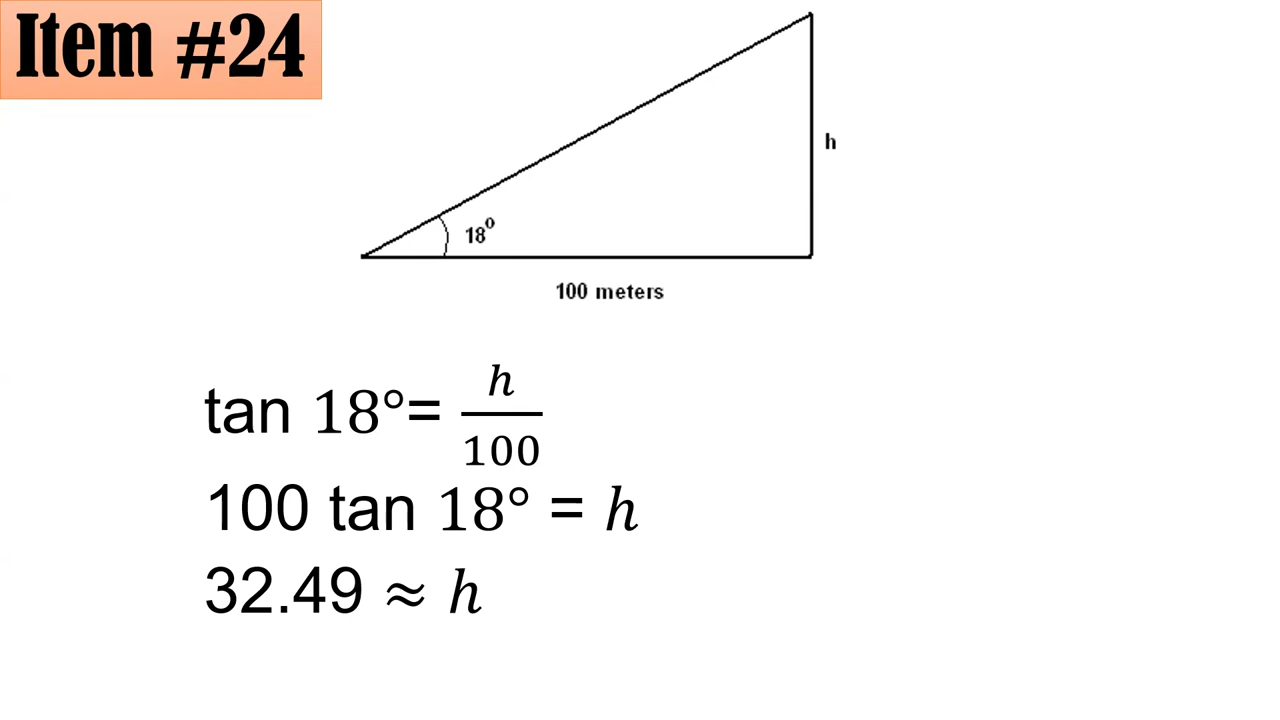 Item #24
h
18°
100 meters
tan 18°= h/100
100 tan 18° = h
32.49 ≈ h